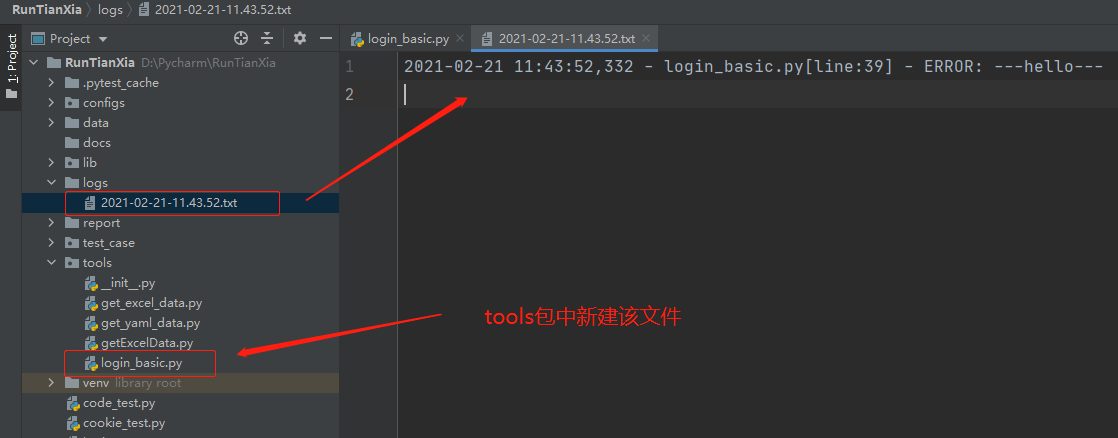 RunTianXia
logs
2021-02-21-11.43.52.txt
1: Project
Project
login_basic.py
2021-02-21-11.43.52.txt
RunTianXia D:\Pycharm\RunTianXia
.pytest_cache
configs
data
docs
lib
logs
2021-02-21-11.43.52.txt
report
test_case
tools
__init__.py
get_excel_data.py
get_yaml_data.py
getExcelData.py
login_basic.py
venv library root
code_test.py
cookie_test.py
1 2021-02-21 11:43:52,332 - login_basic.py[line:39] - ERROR: ---hello---
2
tools包中新建该文件